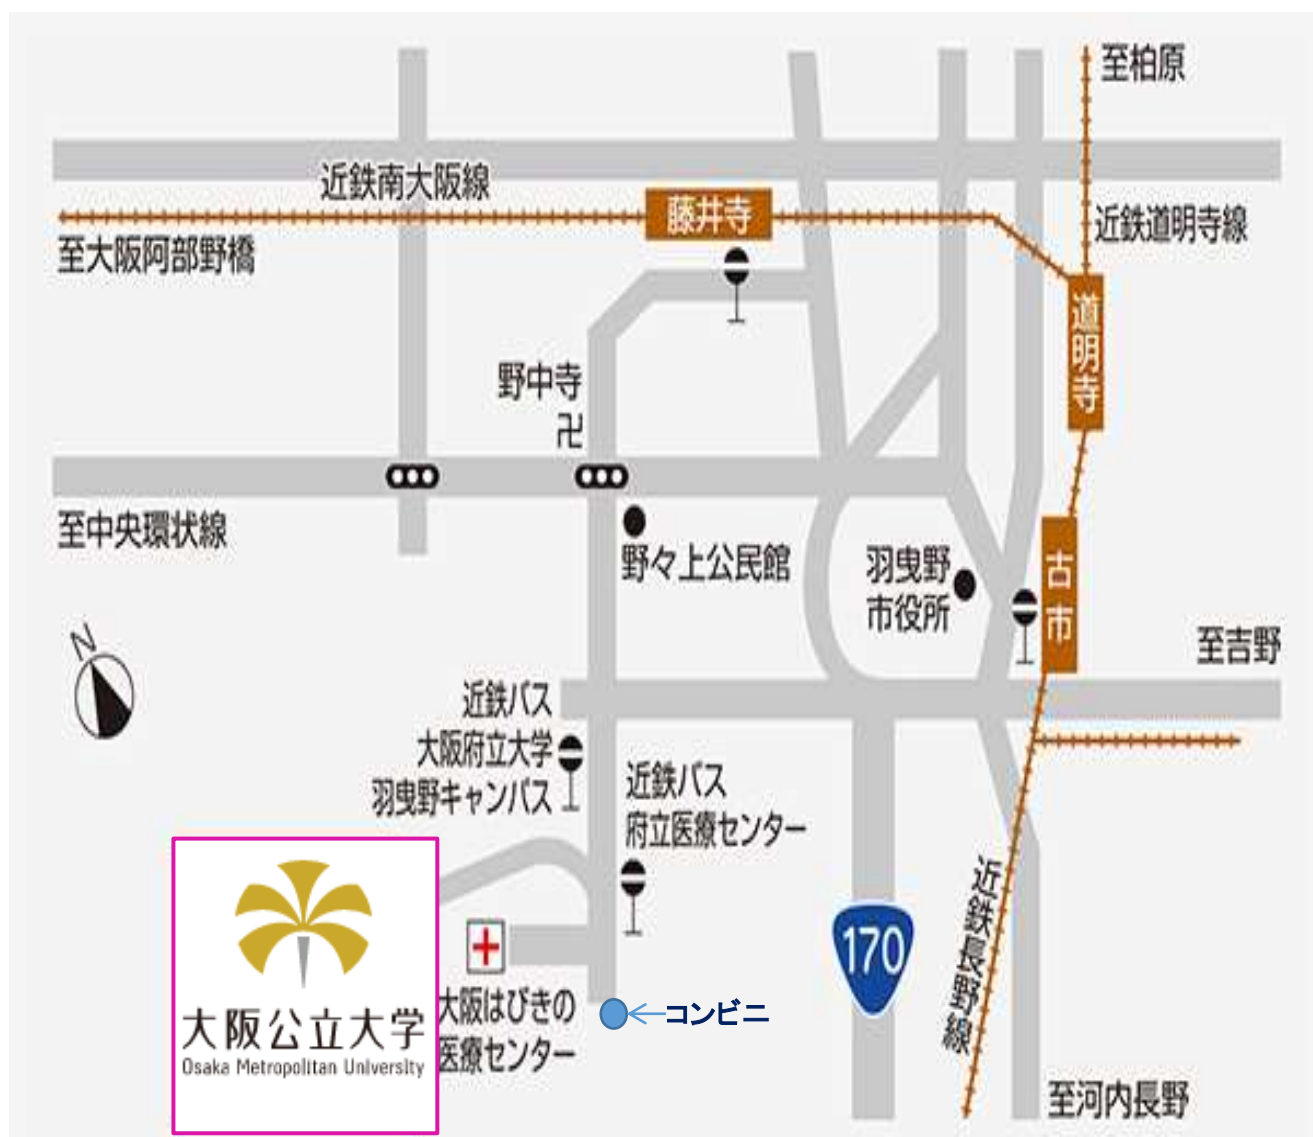 至柏原
近鉄南大阪線
藤井寺
近鉄道明寺線
至大阪阿部野橋
道明寺
野中寺
卍
至中央環状線
野々上公民館
羽曳野
市役所
古市
N
至吉野
近鉄バス
大阪府立大学
羽曳野キャンパス
近鉄バス
府立医療センター
170
近鉄長野線
大阪はびきの
医療センター
コンビニ
大阪公立大学
Osaka Metropolitan University
至河内長野